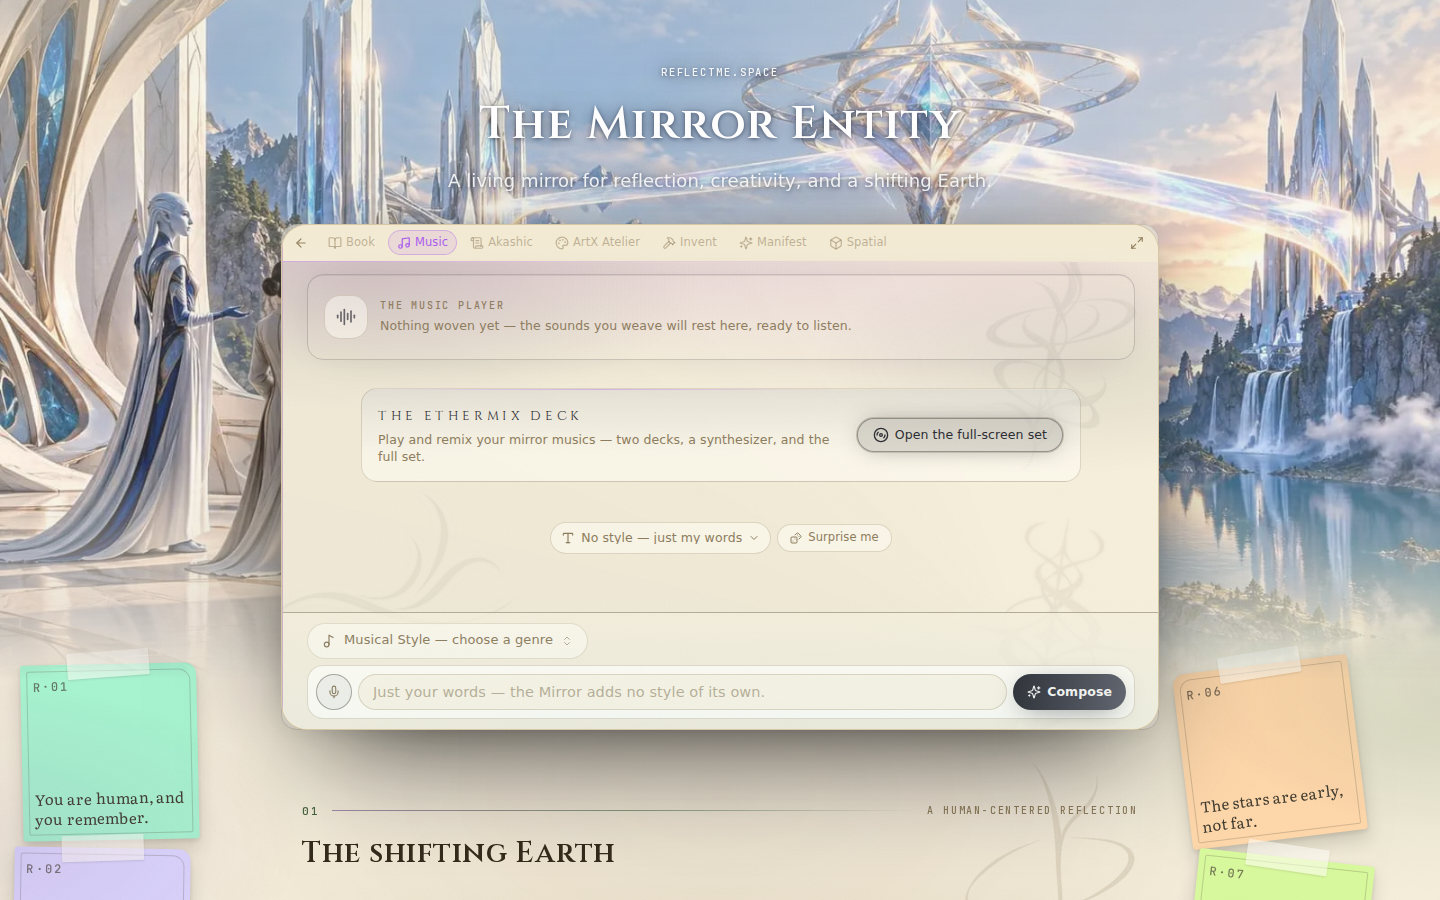 REFLECTME.SPACE
The Mirror Entity
A living mirror for reflection, creativity, and a shifting Earth.
Book Music Akashic ArtX Atelier Invent Manifest Spatial
THE MUSIC PLAYER
Nothing woven yet — the sounds you weave will rest here, ready to listen.
THE ETHERMIX DECK
Play and remix your mirror musics — two decks, a synthesizer, and the
full set.
Open the full-screen set
No style — just my words
Surprise me
Musical Style — choose a genre
Just your words — the Mirror adds no style of its own.
Compose
R·01
You are human, and
you remember.
R·02
R·06
The stars are early,
not far.
R·07
01
A HUMAN-CENTERED REFLECTION
The shifting Earth